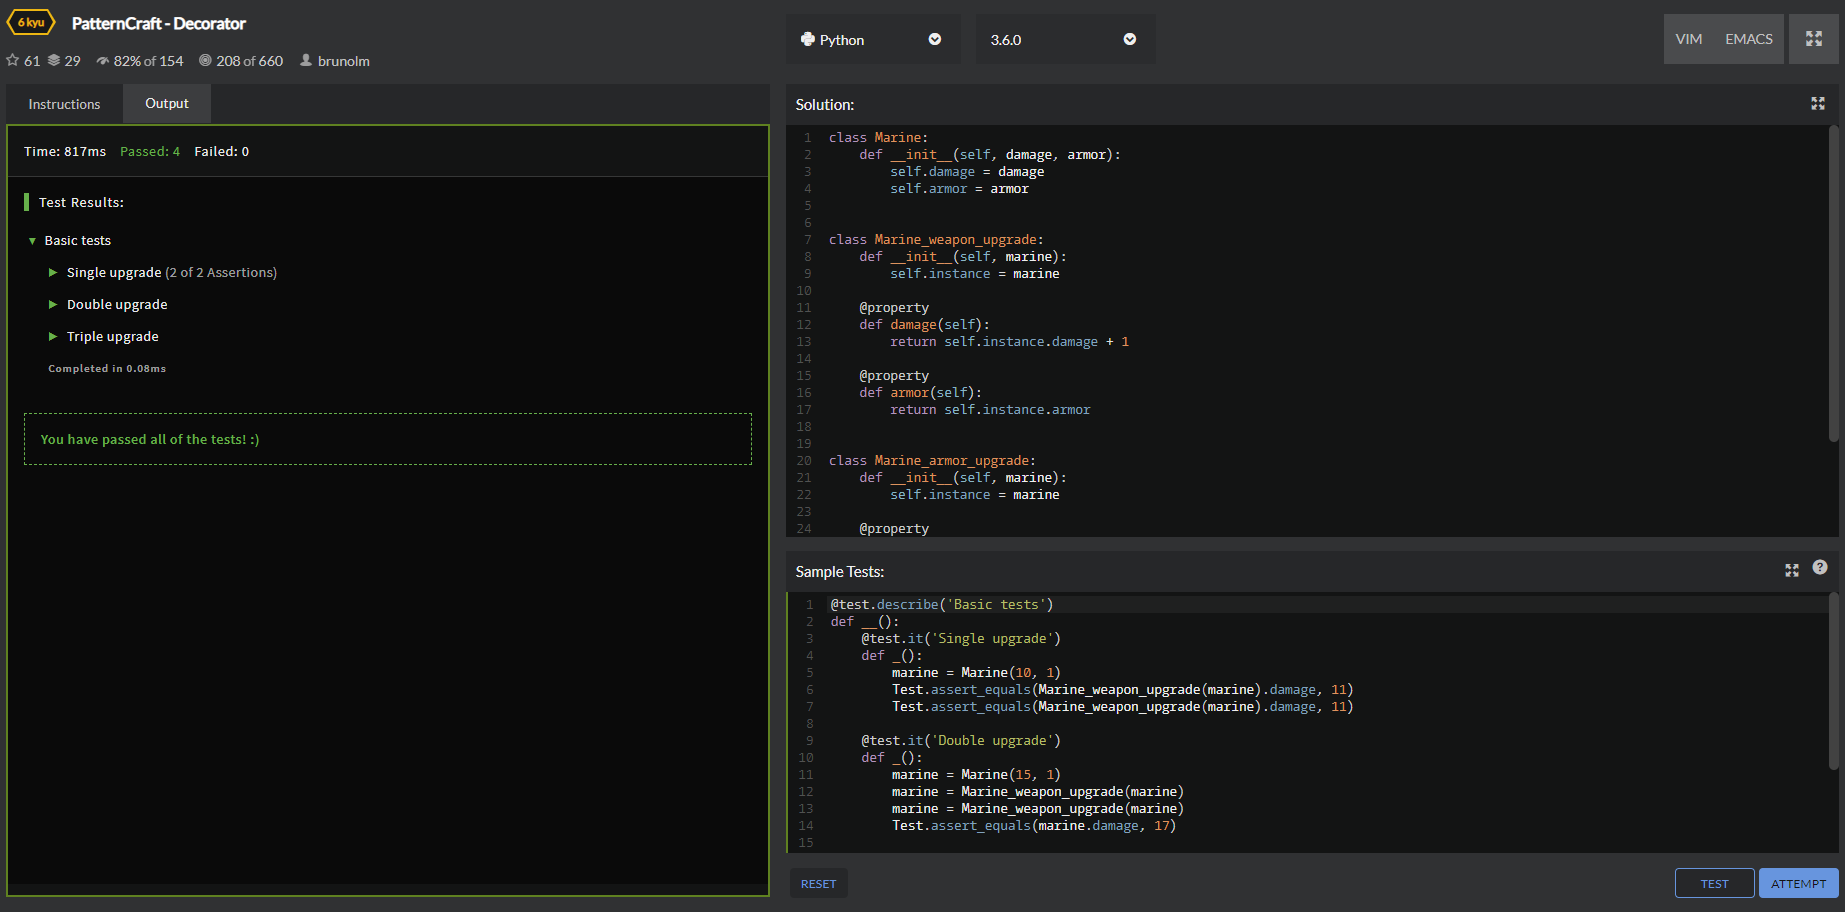 6 kyu PatternCraft - Decorator
61 29 82% of 154 208 of 660 brunolm
Python 3.6.0 VIM EMACS
Instructions Output
Time: 817ms Passed: 4 Failed: 0
Test Results:
Basic tests
Single upgrade (2 of 2 Assertions)
Double upgrade
Triple upgrade
Completed in 0.08ms
You have passed all of the tests! :)
Solution:
1 class Marine:
2     def __init__(self, damage, armor):
3         self.damage = damage
4         self.armor = armor
5
6
7 class Marine_weapon_upgrade:
8     def __init__(self, marine):
9         self.instance = marine
10
11     @property
12     def damage(self):
13         return self.instance.damage + 1
14
15     @property
16     def armor(self):
17         return self.instance.armor
18
19
20 class Marine_armor_upgrade:
21     def __init__(self, marine):
22         self.instance = marine
23
24     @property
Sample Tests:
1 @test.describe('Basic tests')
2 def __():
3     @test.it('Single upgrade')
4     def _():
5         marine = Marine(10, 1)
6         Test.assert_equals(Marine_weapon_upgrade(marine).damage, 11)
7         Test.assert_equals(Marine_weapon_upgrade(marine).damage, 11)
8
9     @test.it('Double upgrade')
10     def _():
11         marine = Marine(15, 1)
12         marine = Marine_weapon_upgrade(marine)
13         marine = Marine_weapon_upgrade(marine)
14         Test.assert_equals(marine.damage, 17)
15
RESET TEST ATTEMPT